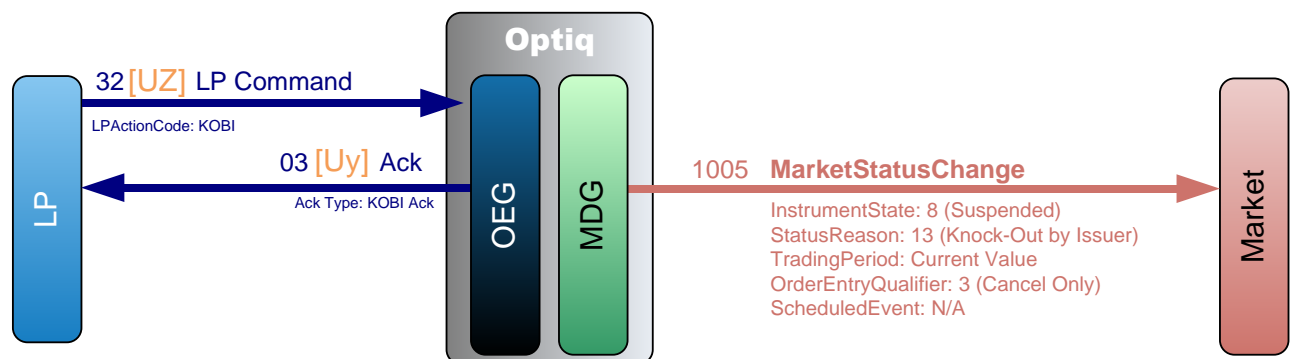 Optiq
32 [UZ] LP Command
LPActionCode: KOBI
03 [Uy] Ack
Ack Type: KOBI Ack
LP
OEG
MDG
1005 MarketStatusChange
InstrumentState: 8 (Suspended)
StatusReason: 13 (Knock-Out by Issuer)
TradingPeriod: Current Value
OrderEntryQualifier: 3 (Cancel Only)
ScheduledEvent: N/A
Market